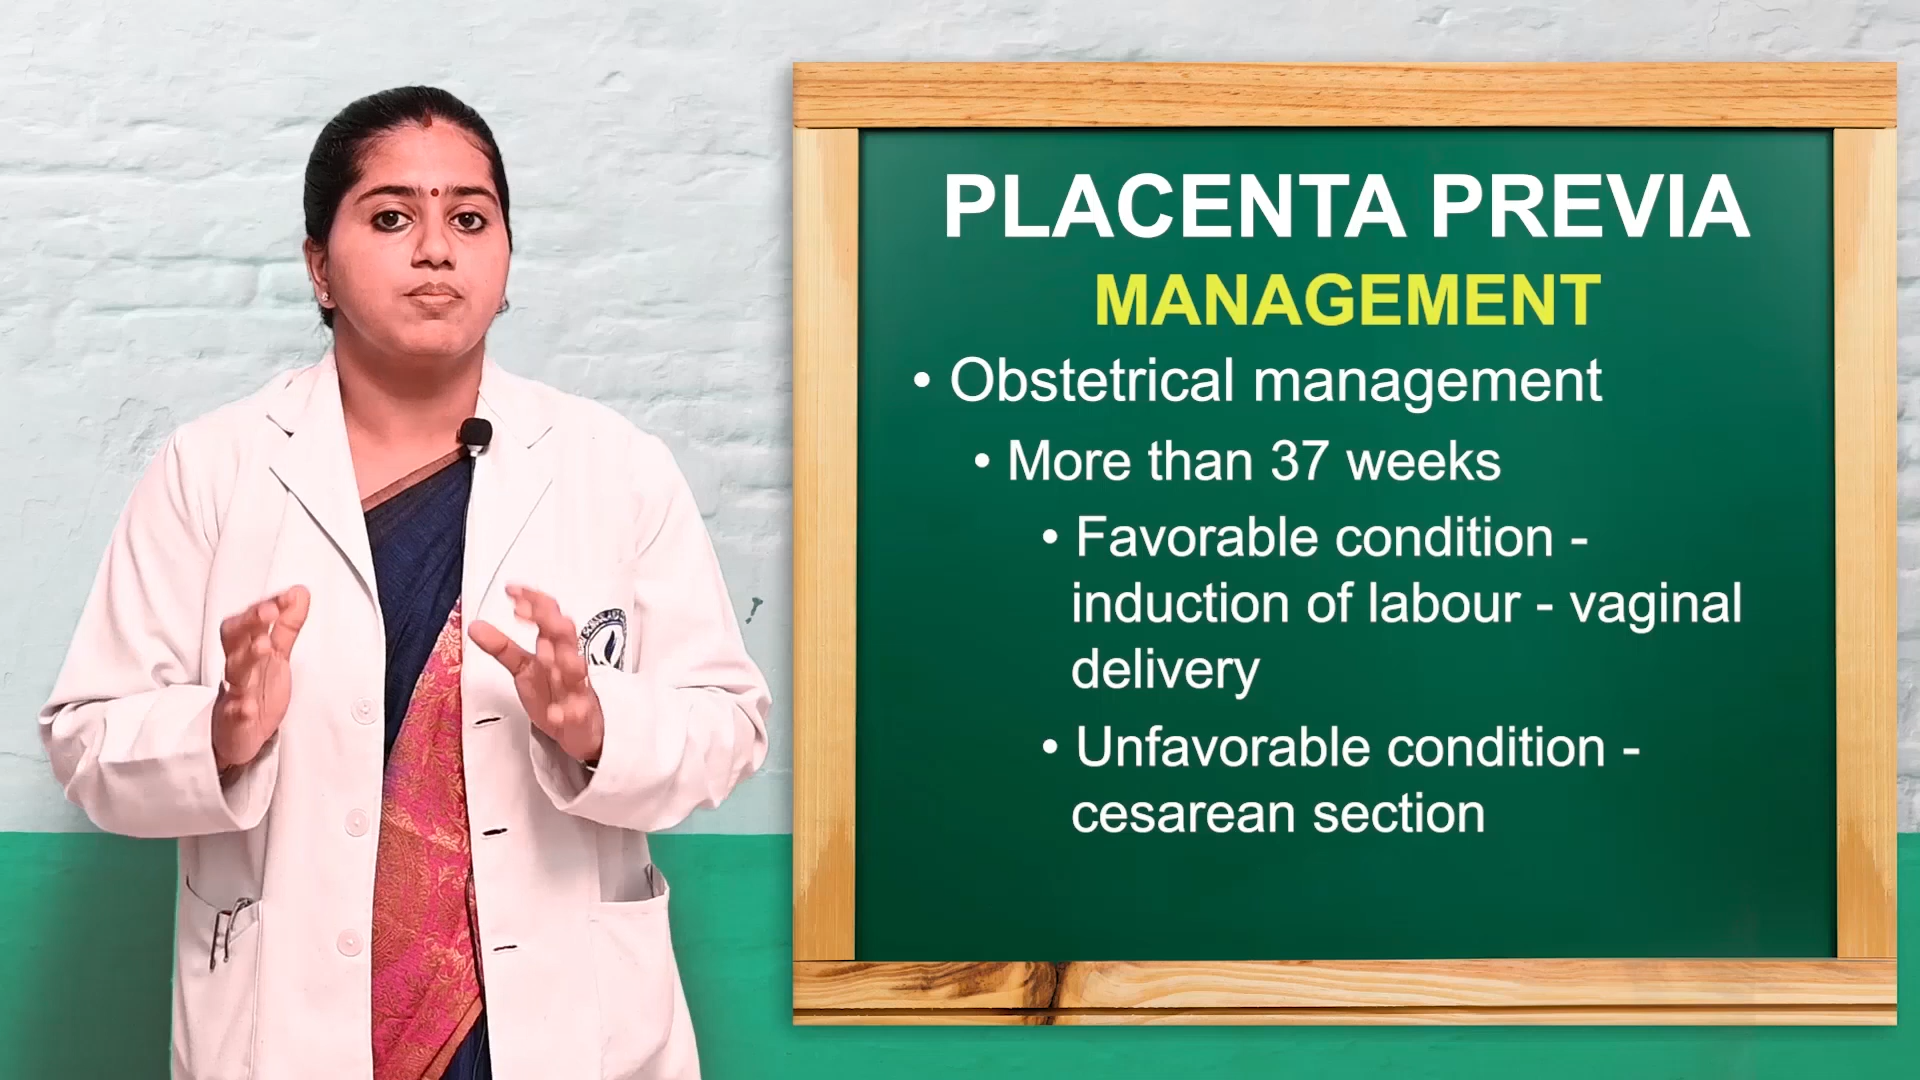 PLACENTA PREVIA
MANAGEMENT
• Obstetrical management
• More than 37 weeks
• Favorable condition -
induction of labour - vaginal
delivery
• Unfavorable condition -
cesarean section